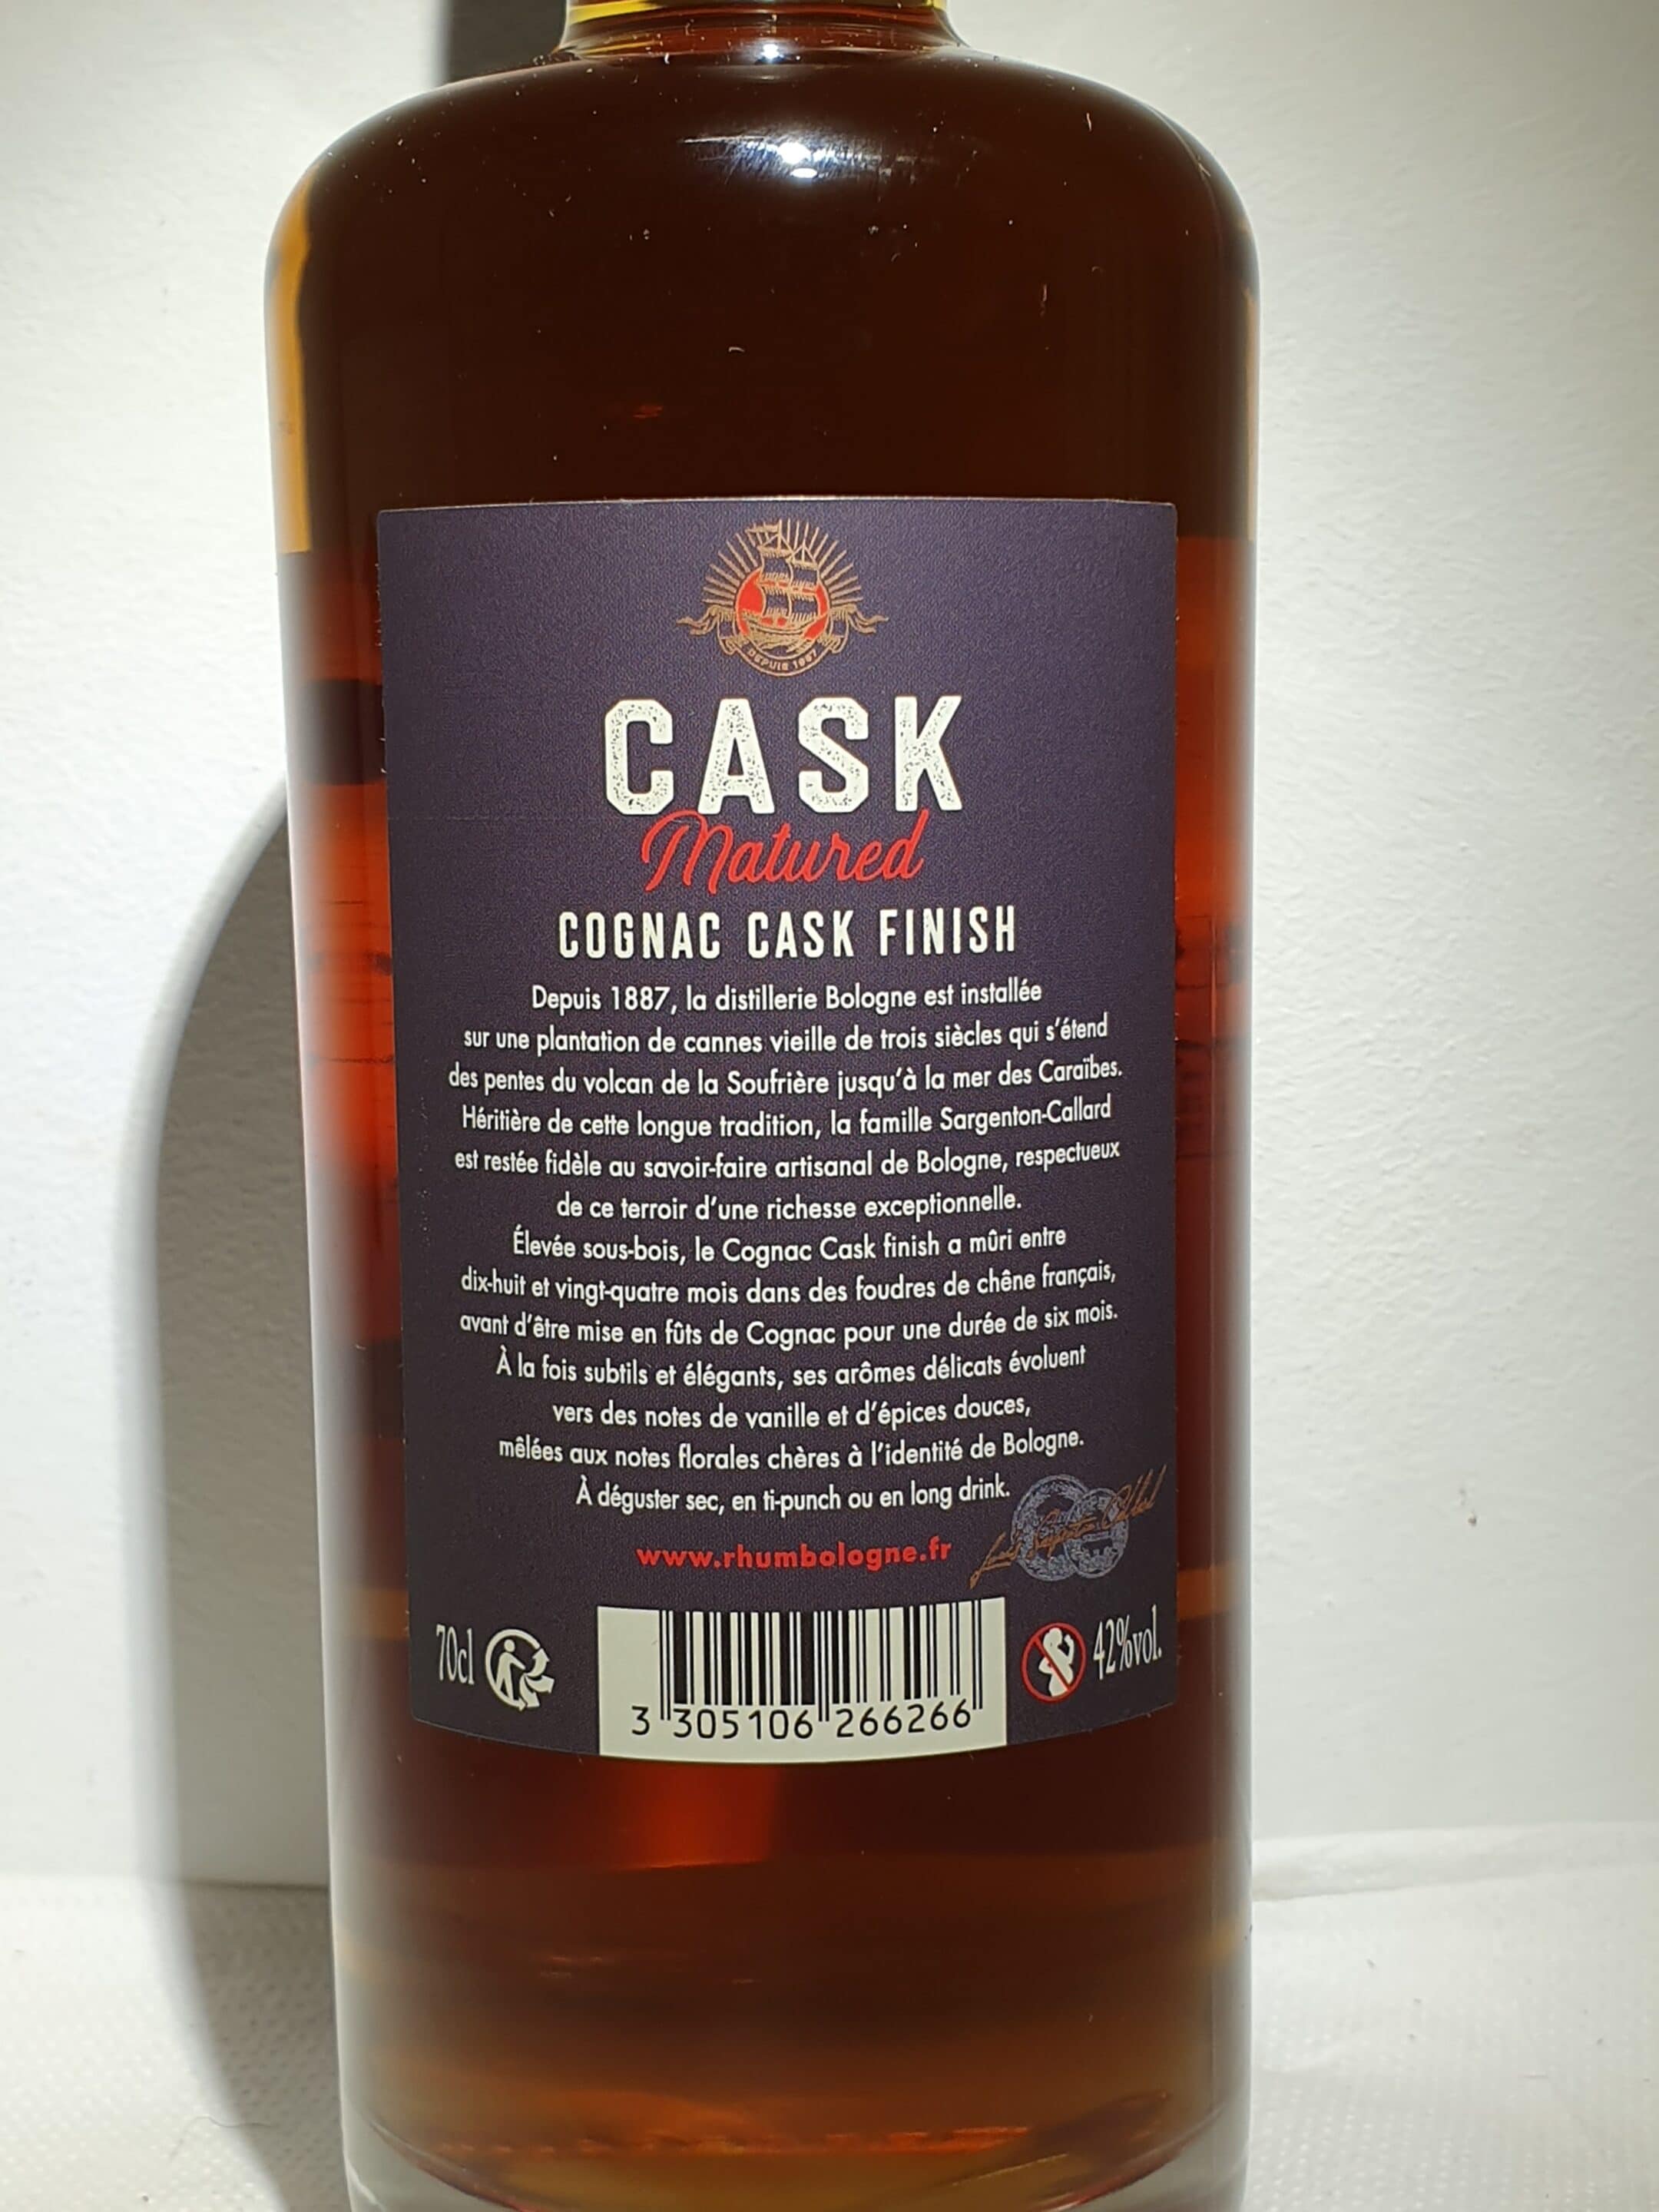 DEPUIS 1887
CASK
Matured
COGNAC CASK FINISH
Depuis 1887, la distillerie Bologne est installée
sur une plantation de cannes vieille de trois siècles qui s'étend
des pentes du volcan de la Soufrière jusqu'à la mer des Caraïbes.
Héritière de cette longue tradition, la famille Sargenton-Callard
est restée fidèle au savoir-faire artisanal de Bologne, respectueux
de ce terroir d'une richesse exceptionnelle.
Élevée sous-bois, le Cognac Cask finish a mûri entre
dix-huit et vingt-quatre mois dans des foudres de chêne français,
avant d'être mise en fûts de Cognac pour une durée de six mois.
À la fois subtils et élégants, ses arômes délicats évoluent
vers des notes de vanille et d'épices douces,
mêlées aux notes florales chères à l'identité de Bologne.
À déguster sec, en ti-punch ou en long drink.
www.rhumbologne.fr
70cl
42%vol.
3 305106 266266